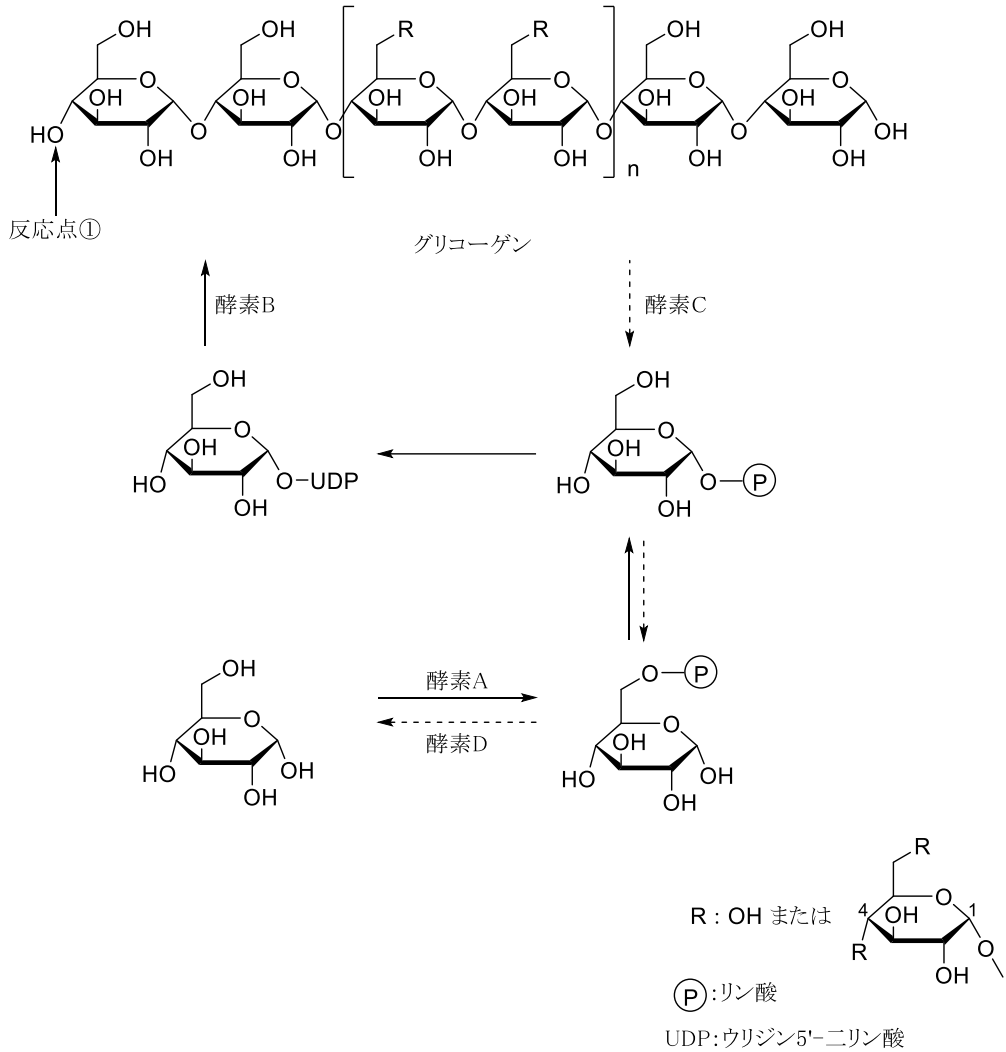 OH OH R R OH OH
O O O O O O
OH OH OH OH OH OH
HO O O O O O OH
OH OH OH OH OH OH
n
反応点①
グリコーゲン
酵素B
酵素C
OH OH
O O
OH OH
HO O-UDP HO O P
OH OH
OH O P
酵素A
O O
OH OH
酵素D
HO OH HO OH
OH OH
R
R : OH または
4 OH O 1
R O
OH
P :リン酸
UDP:ウリジン5'-二リン酸